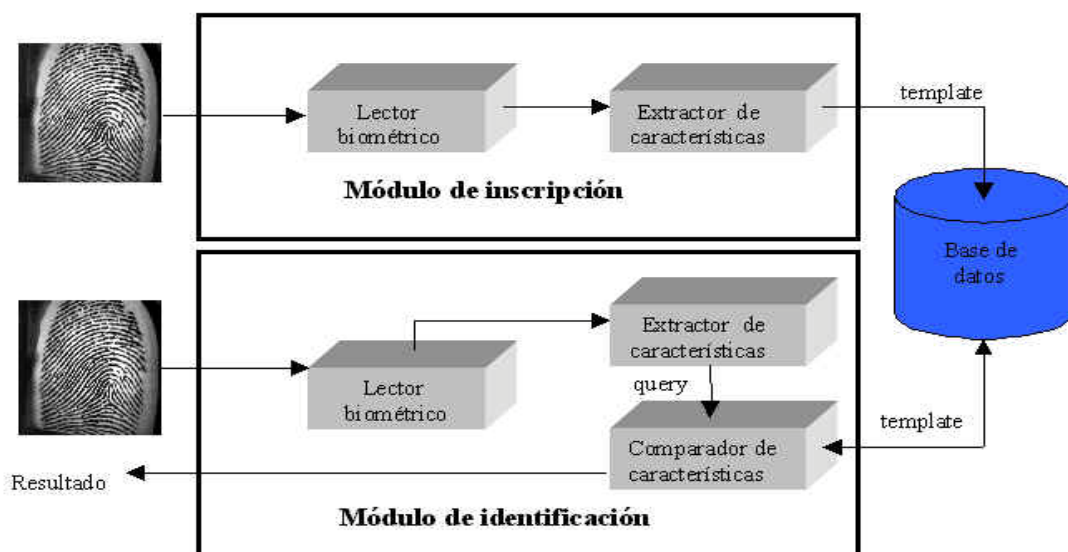 Lector
biométrico
Extractor de
características
template
Módulo de inscripción
Base de
datos
Lector
biométrico
Extractor de
características
query
Comparador de
características
template
Resultado
Módulo de identificación